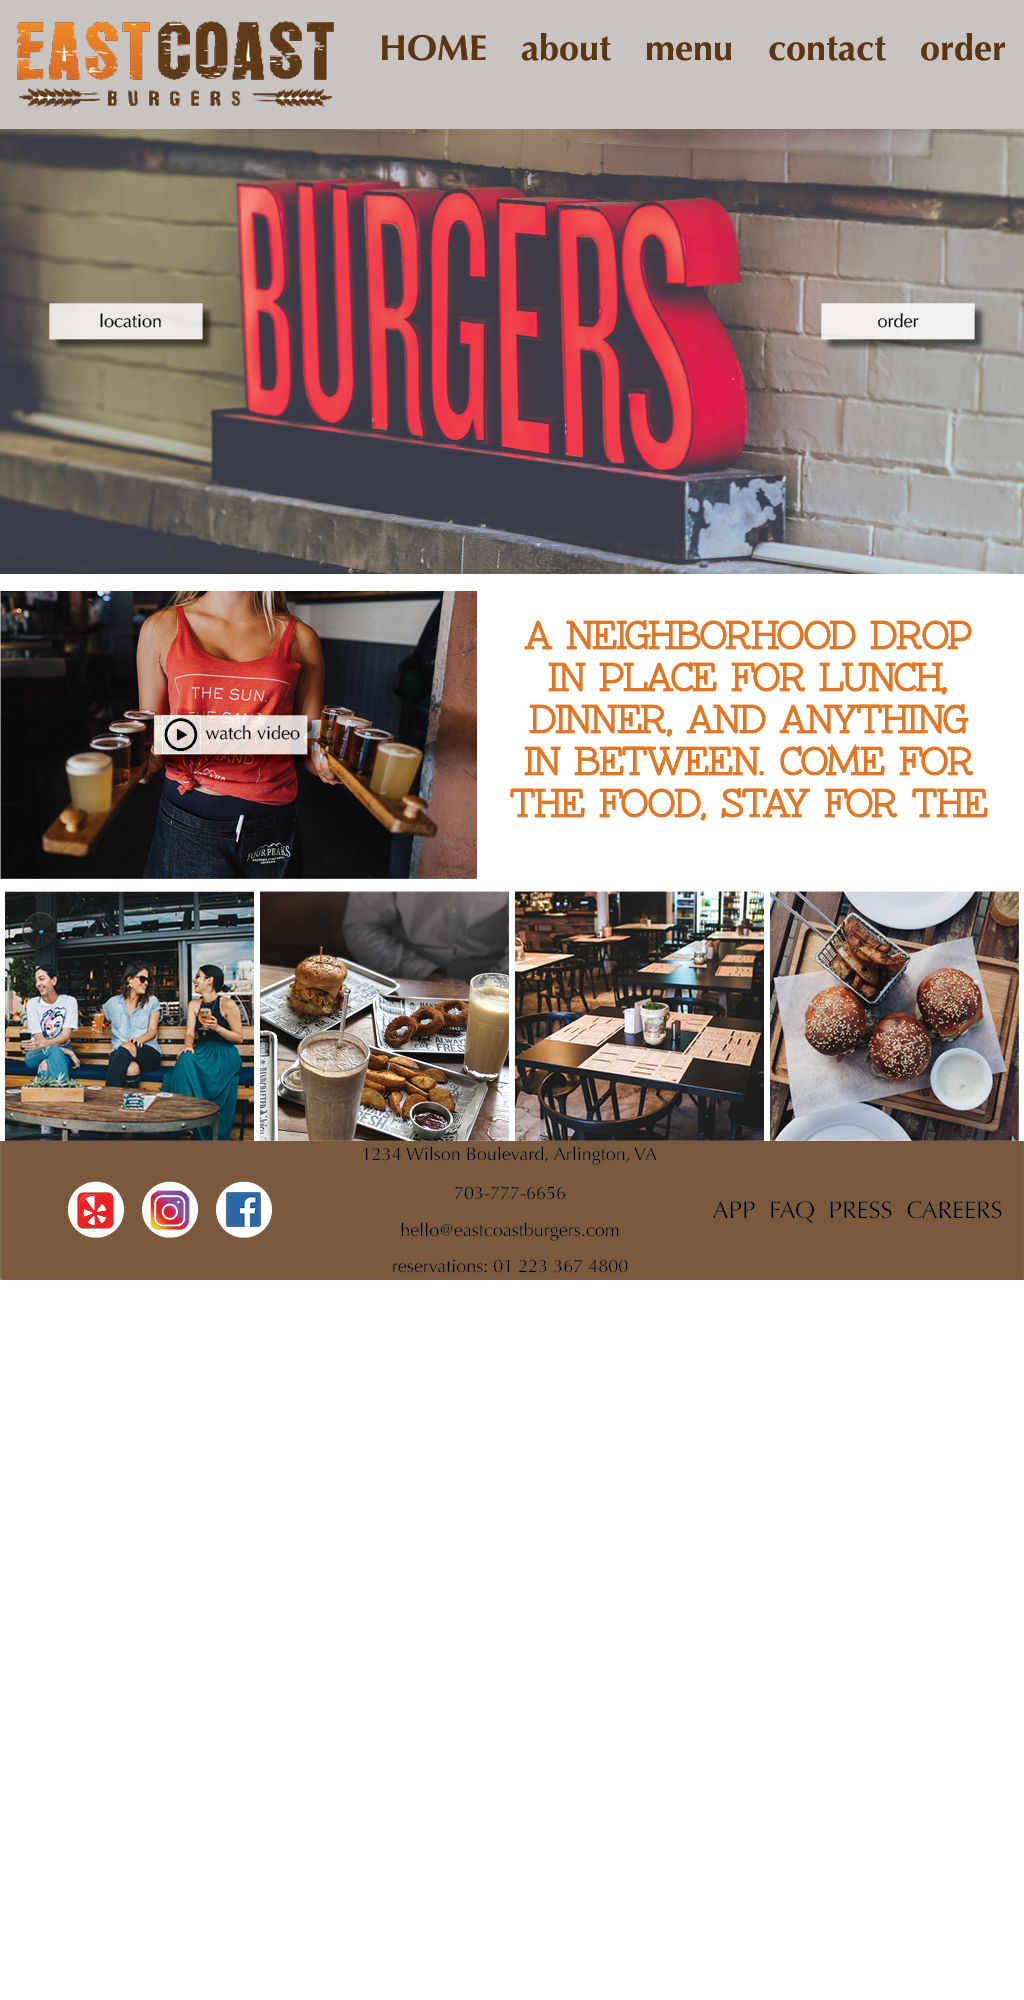 EASTCOAST
BURGERS
HOME about menu contact order
BURGERS
location
order
THE SUN,
watch video
FOUR PEAKS
A NEIGHBORHOOD DROP
IN PLACE FOR LUNCH,
DINNER, AND ANYTHING
IN BETWEEN. COME FOR
THE FOOD, STAY FOR THE
1234 Wilson Boulevard, Arlington, VA
703-777-6656
hello@eastcoastburgers.com
reservations: 01 223 367 4800
APP FAQ PRESS CAREERS